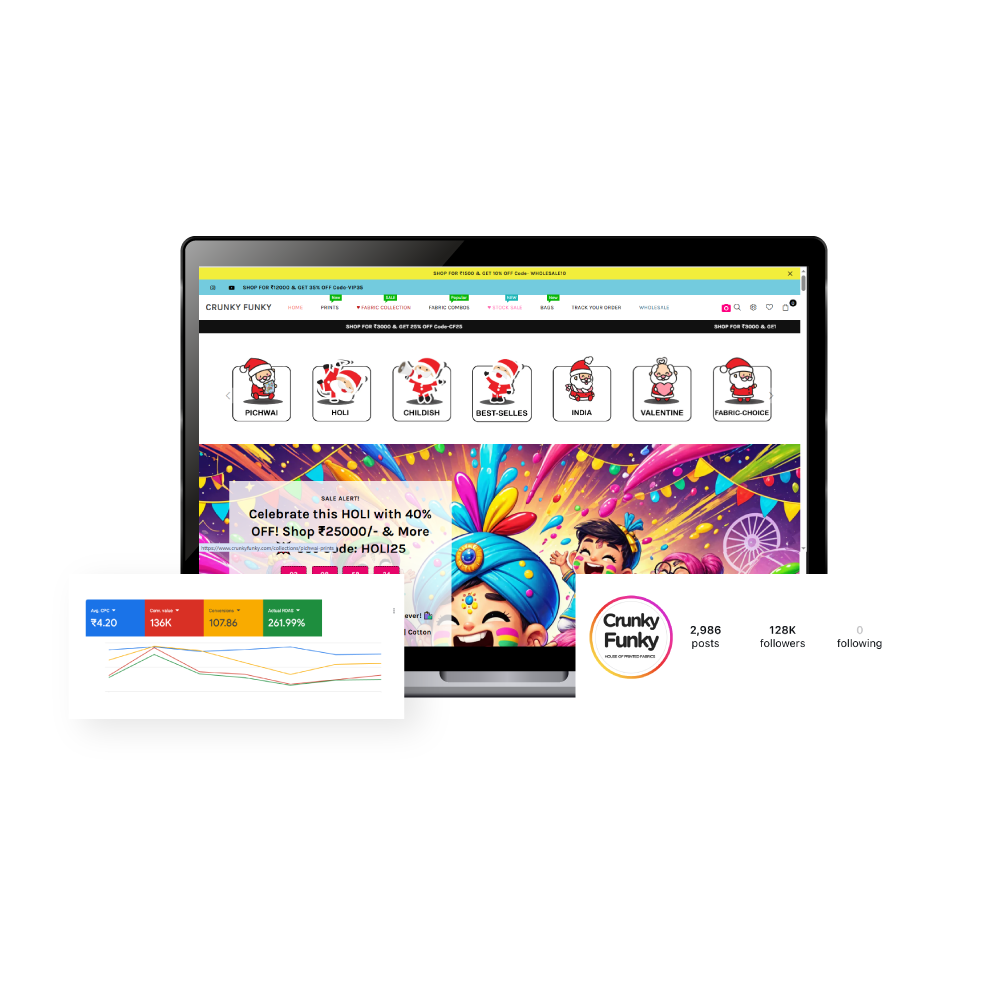 SHOP FOR ₹1500 & GET 10% OFF Code- WHOLESALE10
SHOP FOR ₹12000 & GET 35% OFF Code-VIP35
New SALE Popular NEW New
CRUNKY FUNKY HOME PRINTS FABRIC COLLECTION FABRIC COMBOS STOCK SALE BAGS TRACK YOUR ORDER WHOLESALE 0
SHOP FOR ₹3000 & GET 25% OFF Code-CF25 SHOP FOR ₹3000 & GET
PICHWAI HOLI CHILDISH BEST-SELLES INDIA VALENTINE FABRIC-CHOICE
SALE ALERT!
Celebrate this HOLI with 40%
OFF! Shop ₹25000/- & More
de: HOLI25
https://www.crunkyfunky.com/collections/pichwai-prints
ever!
Cotton
Avg. CPC Conv. value Conversions Actual ROAS
₹4.20 136K 107.86 261.99%
Crunky
Funky
HOUSE OF PRINTED FABRICS
2,986 128K 0
posts followers following